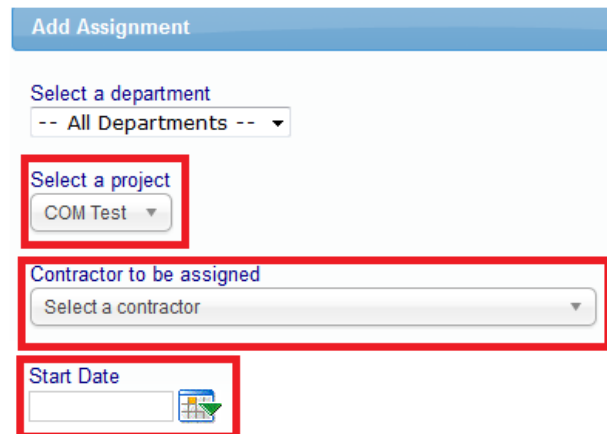 Add Assignment
Select a department
-- All Departments --
Select a project
COM Test
Contractor to be assigned
Select a contractor
Start Date